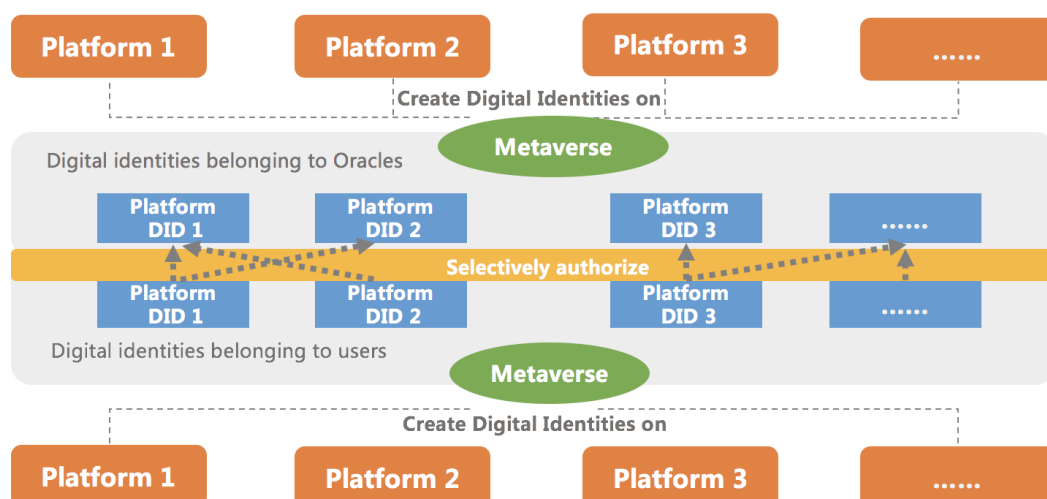 Platform 1
Platform 2
Platform 3
......
Create Digital Identities on
Metaverse
Digital identities belonging to Oracles
Platform
DID 1
Platform
DID 2
Platform
DID 3
......
Selectively authorize
Platform
DID 1
Platform
DID 2
Platform
DID 3
......
Digital identities belonging to users
Metaverse
Create Digital Identities on
Platform 1
Platform 2
Platform 3
......